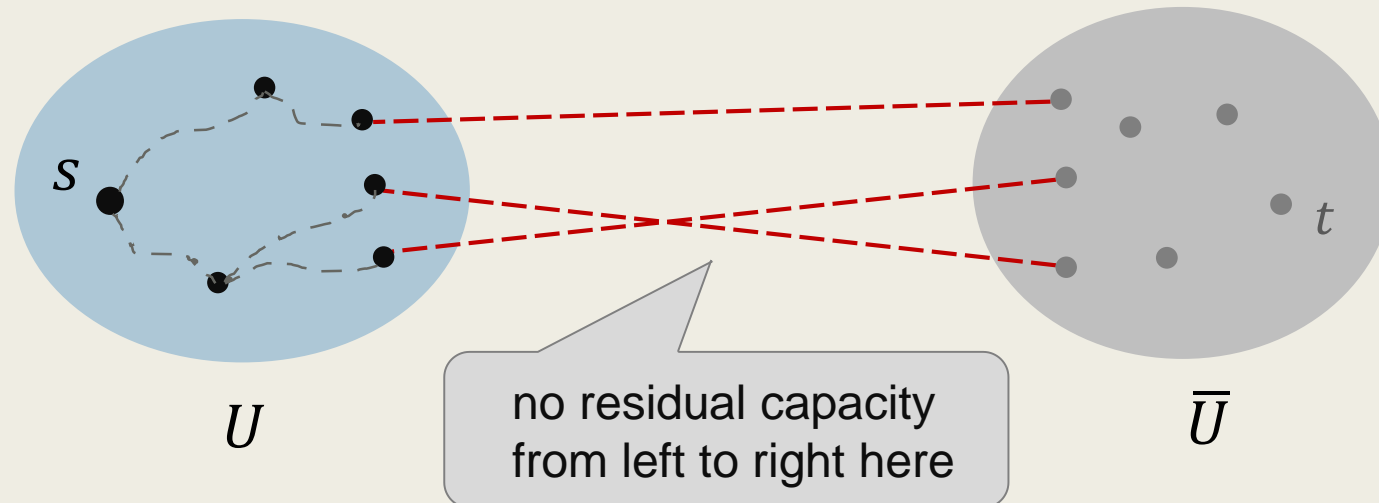 s
t
U
U̅
no residual capacity
from left to right here